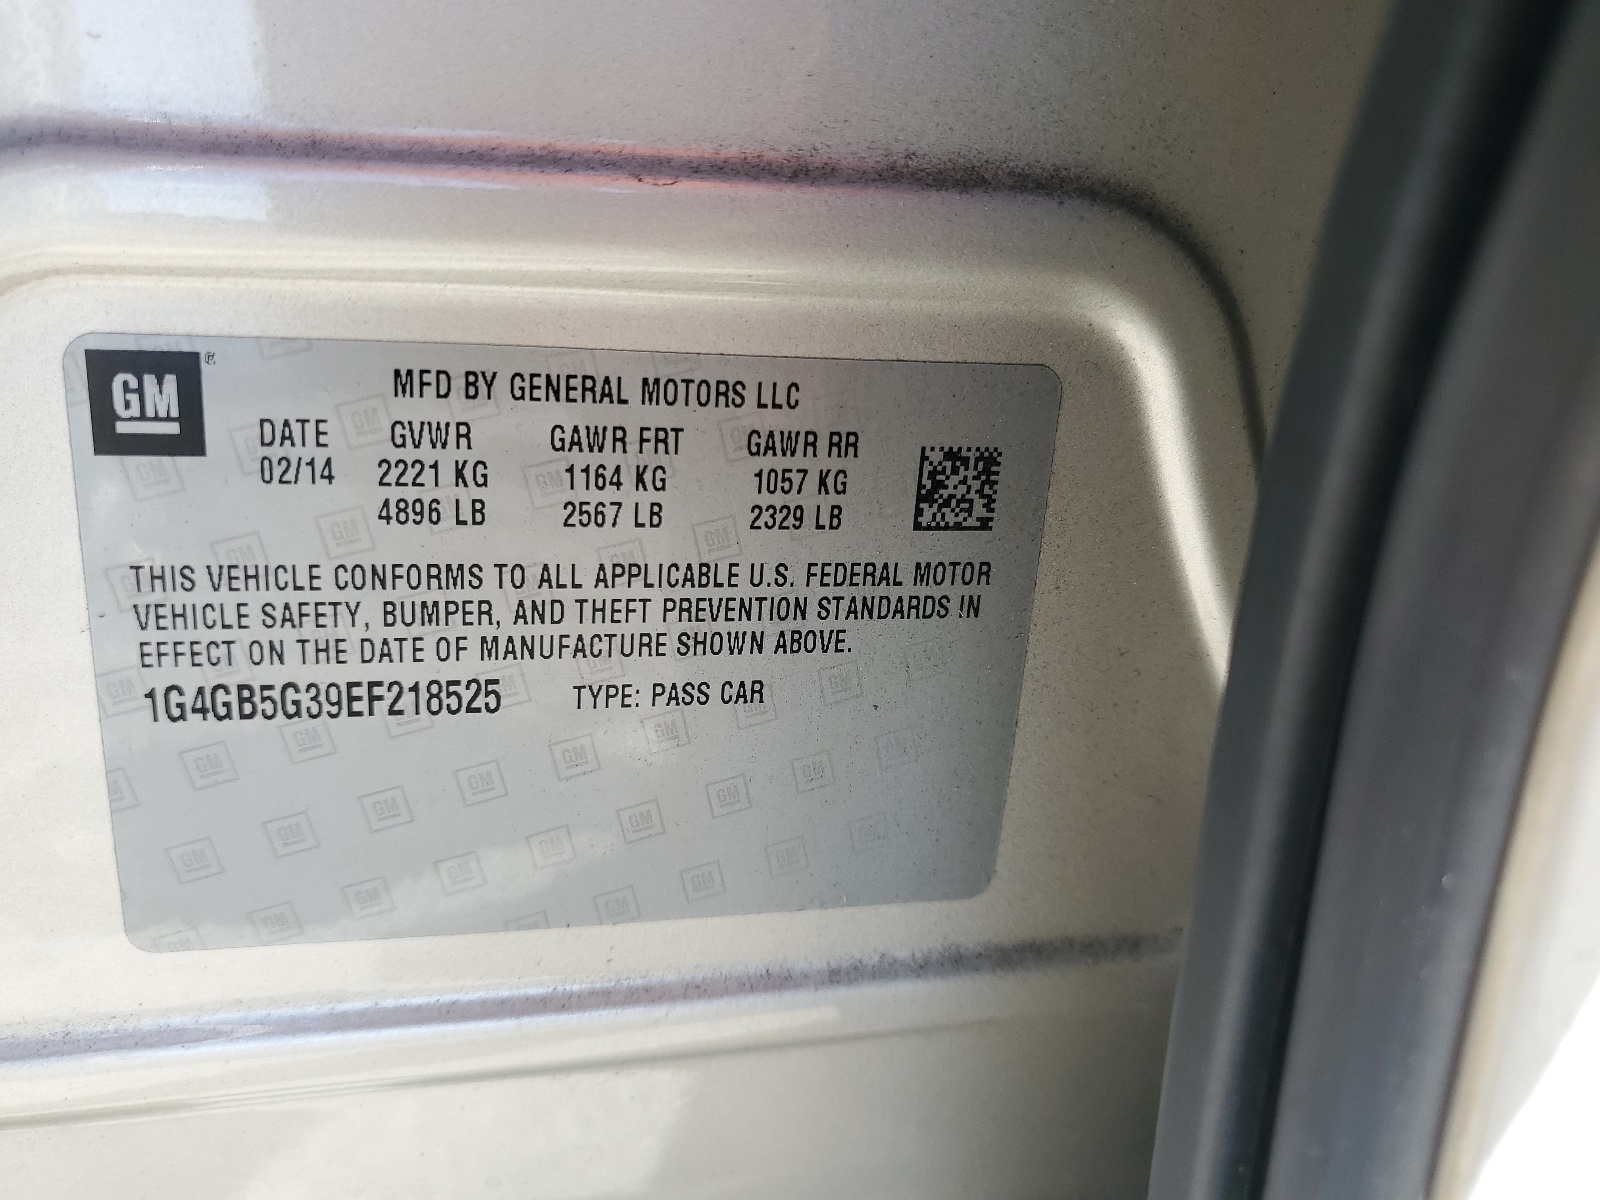 GM
MFD BY GENERAL MOTORS LLC
DATE GVWR GAWR FRT GAWR RR
02/14 2221 KG 1164 KG 1057 KG
4896 LB 2567 LB 2329 LB
THIS VEHICLE CONFORMS TO ALL APPLICABLE U.S. FEDERAL MOTOR
VEHICLE SAFETY, BUMPER, AND THEFT PREVENTION STANDARDS IN
EFFECT ON THE DATE OF MANUFACTURE SHOWN ABOVE.
1G4GB5G39EF218525 TYPE: PASS CAR